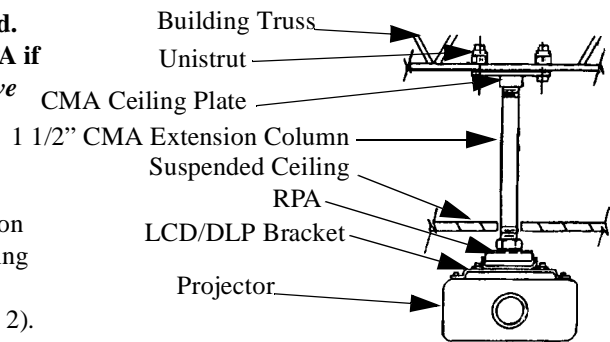 d.
A if
ve
on
ing
2).
Building Truss
Unistrut
CMA Ceiling Plate
1 1/2” CMA Extension Column
Suspended Ceiling
RPA
LCD/DLP Bracket
Projector